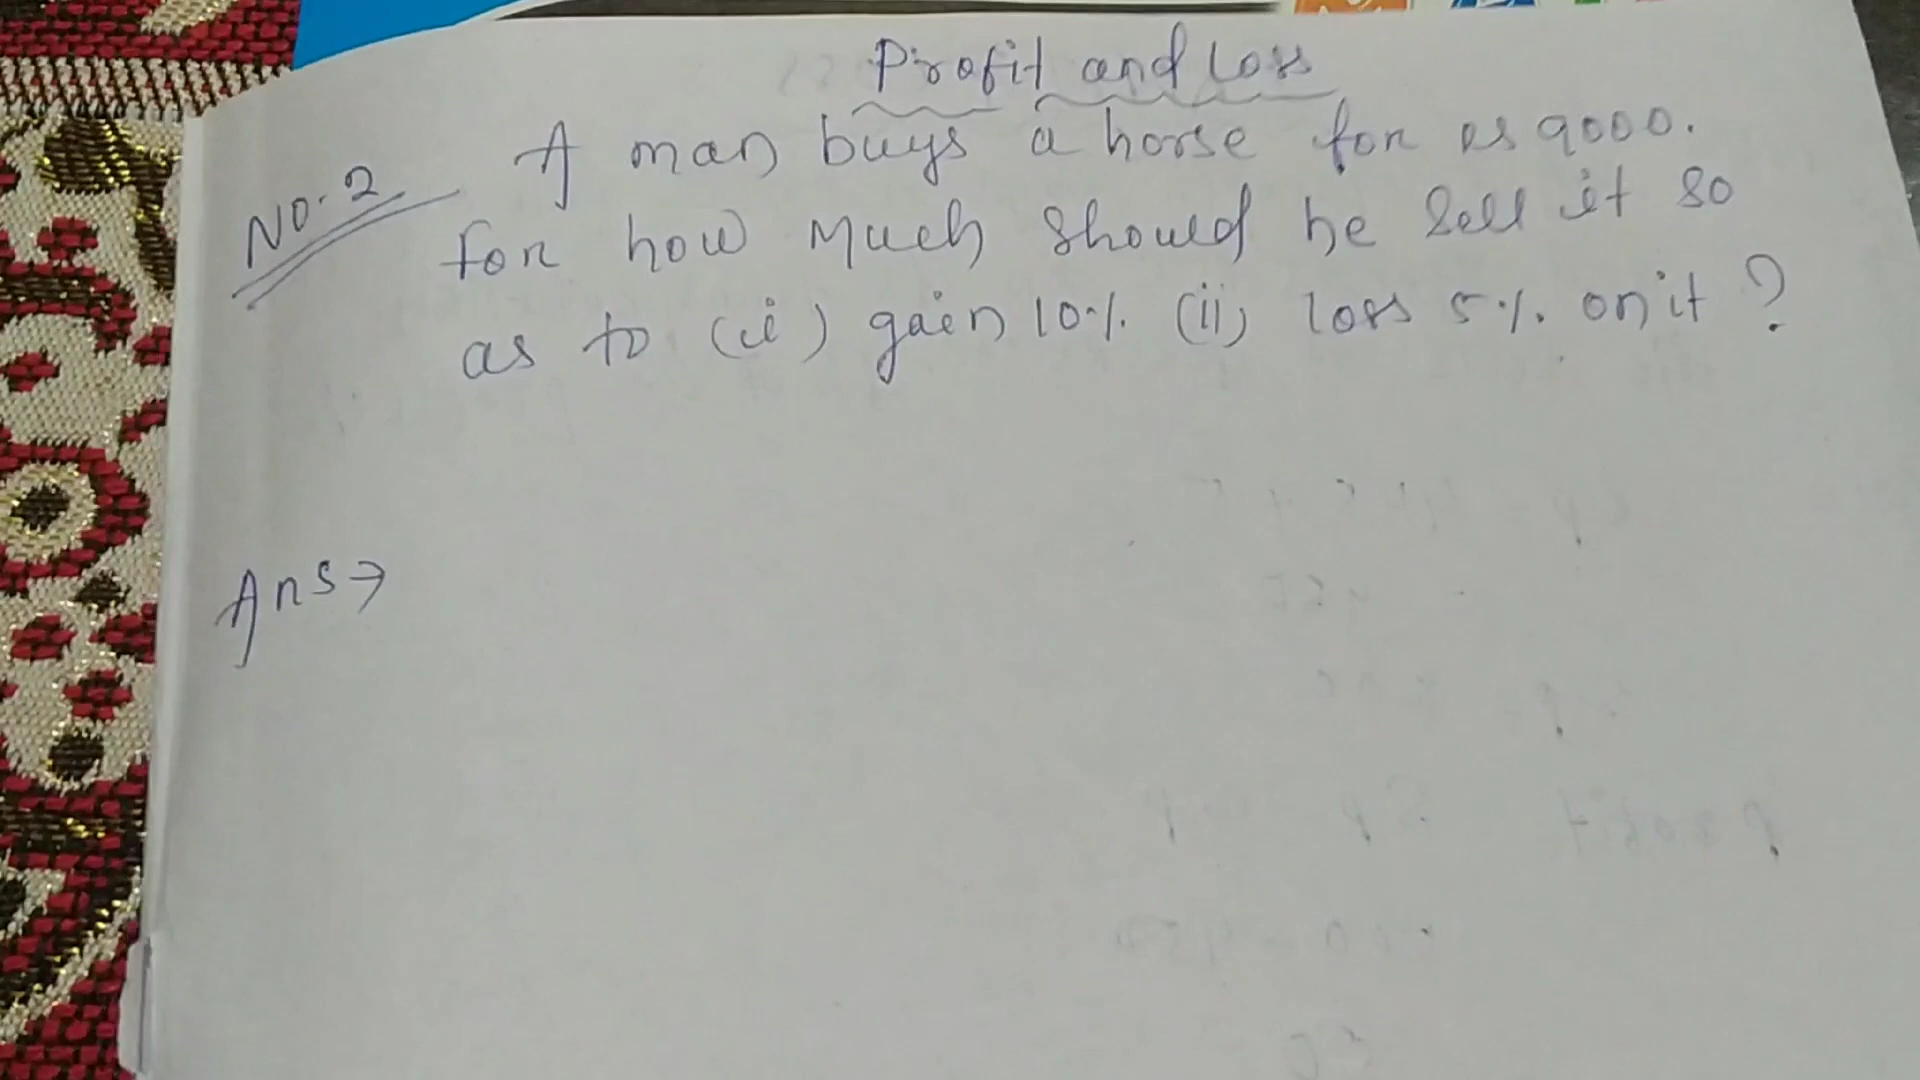 Profit and Loss
No. 2 A man buys a horse for Rs 9000.
For how much should he sell it so
as to (i) gain 10% (ii) loss 5% on it ?
Ans →